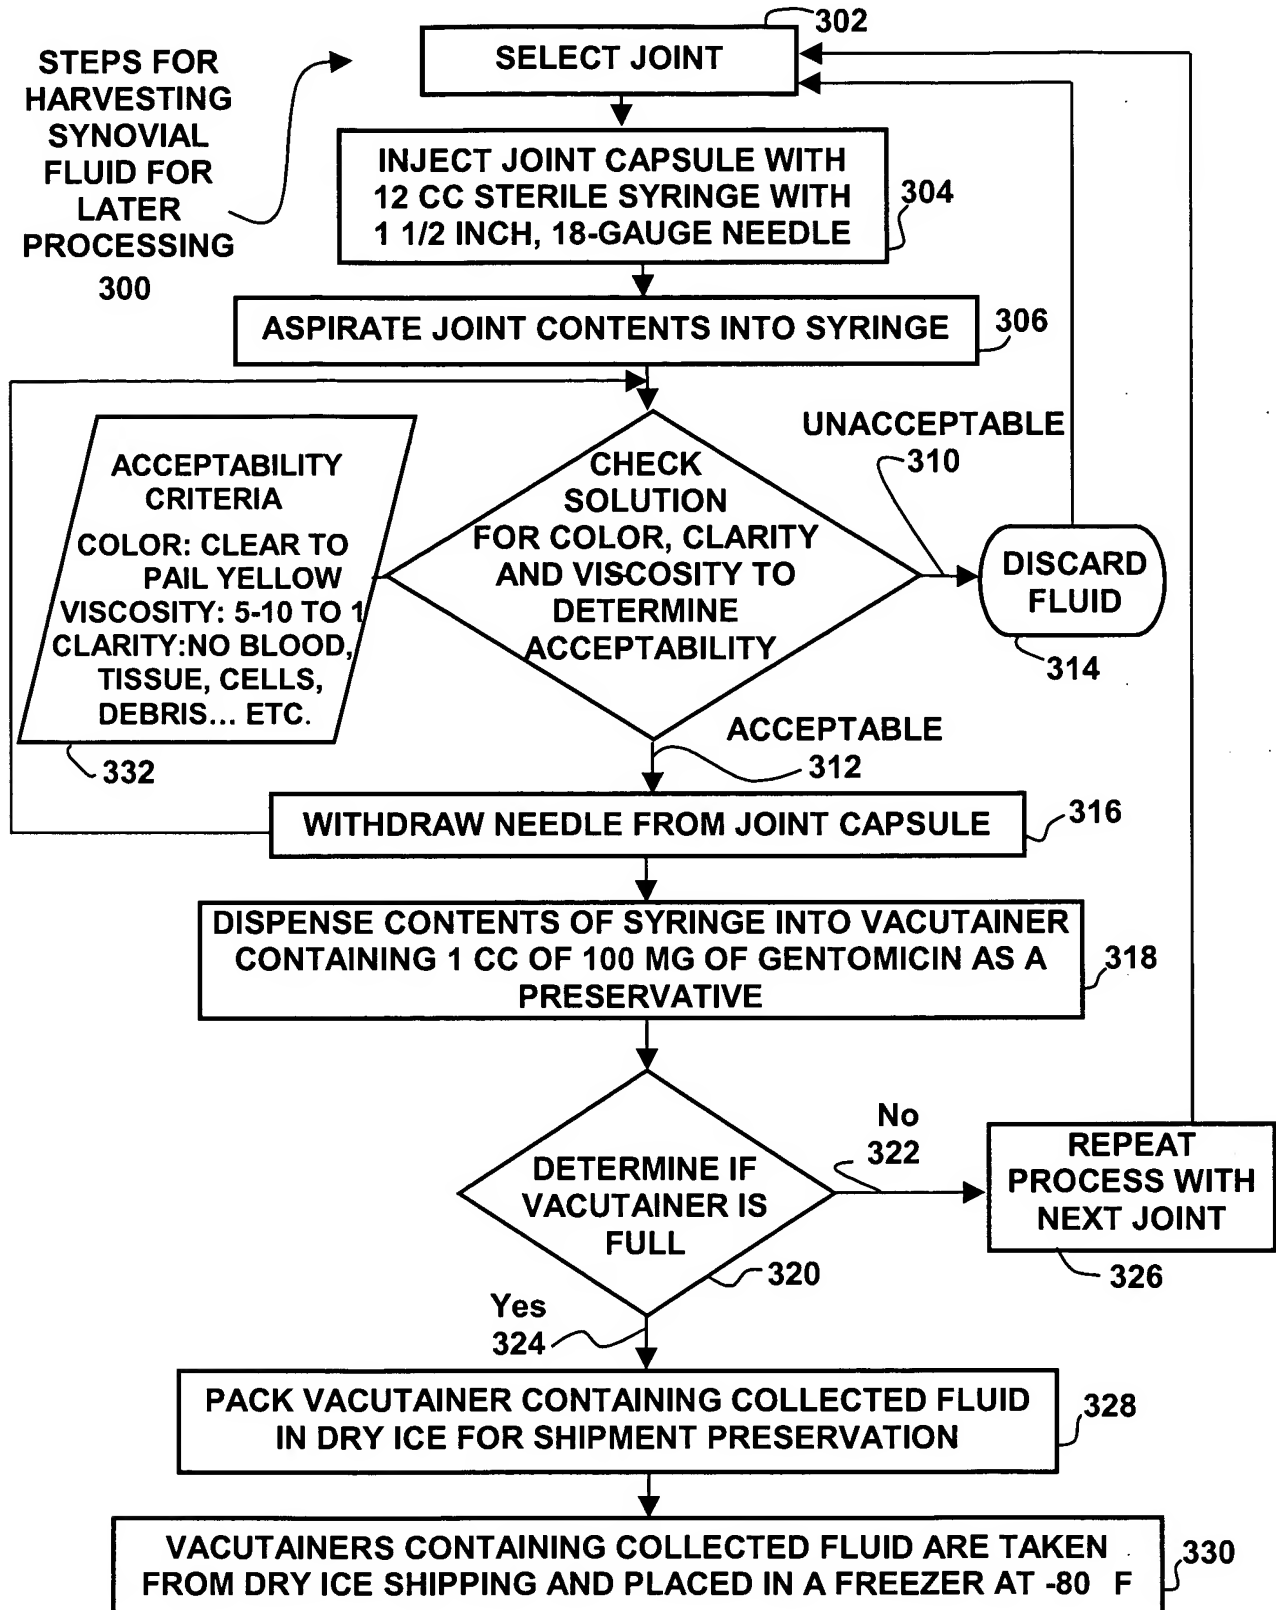 302
SELECT JOINT
STEPS FOR
HARVESTING
SYNOVIAL
FLUID FOR
LATER
PROCESSING
300
INJECT JOINT CAPSULE WITH
12 CC STERILE SYRINGE WITH
1 1/2 INCH, 18-GAUGE NEEDLE
304
ASPIRATE JOINT CONTENTS INTO SYRINGE
306
ACCEPTABILITY
CRITERIA
COLOR: CLEAR TO
PAIL YELLOW
VISCOSITY: 5-10 TO 1
CLARITY:NO BLOOD,
TISSUE, CELLS,
DEBRIS... ETC.
332
CHECK
SOLUTION
FOR COLOR, CLARITY
AND VISCOSITY TO
DETERMINE
ACCEPTABILITY
UNACCEPTABLE
310
DISCARD
FLUID
314
ACCEPTABLE
312
WITHDRAW NEEDLE FROM JOINT CAPSULE
316
DISPENSE CONTENTS OF SYRINGE INTO VACUTAINER
CONTAINING 1 CC OF 100 MG OF GENTOMICIN AS A
PRESERVATIVE
318
DETERMINE IF
VACUTAINER IS
FULL
320
No
322
REPEAT
PROCESS WITH
NEXT JOINT
326
Yes
324
PACK VACUTAINER CONTAINING COLLECTED FLUID
IN DRY ICE FOR SHIPMENT PRESERVATION
328
VACUTAINERS CONTAINING COLLECTED FLUID ARE TAKEN
FROM DRY ICE SHIPPING AND PLACED IN A FREEZER AT -80 F
330